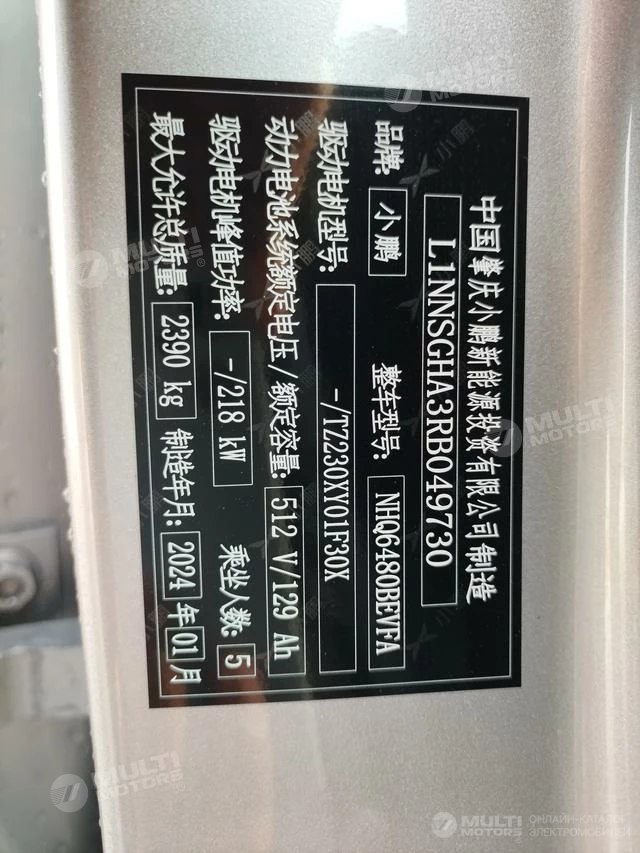 中国肇庆小鹏新能源投资有限公司制造
L1NNSGHA3RB049730
品牌: 小鹏 整车型号: NHQ6480BEVFA
驱动电机型号: -/TZ230XY01F30X
动力电池系统额定电压/额定容量: 512 V/129 Ah
驱动电机峰值功率: -/218 kW 乘坐人数: 5
最大允许总质量: 2390 kg 制造年月: 2024 年 01 月
MULTI MOTORS
ОНЛАЙН-КАТАЛОГ
ЭЛЕКТРОМОБИЛЕЙ